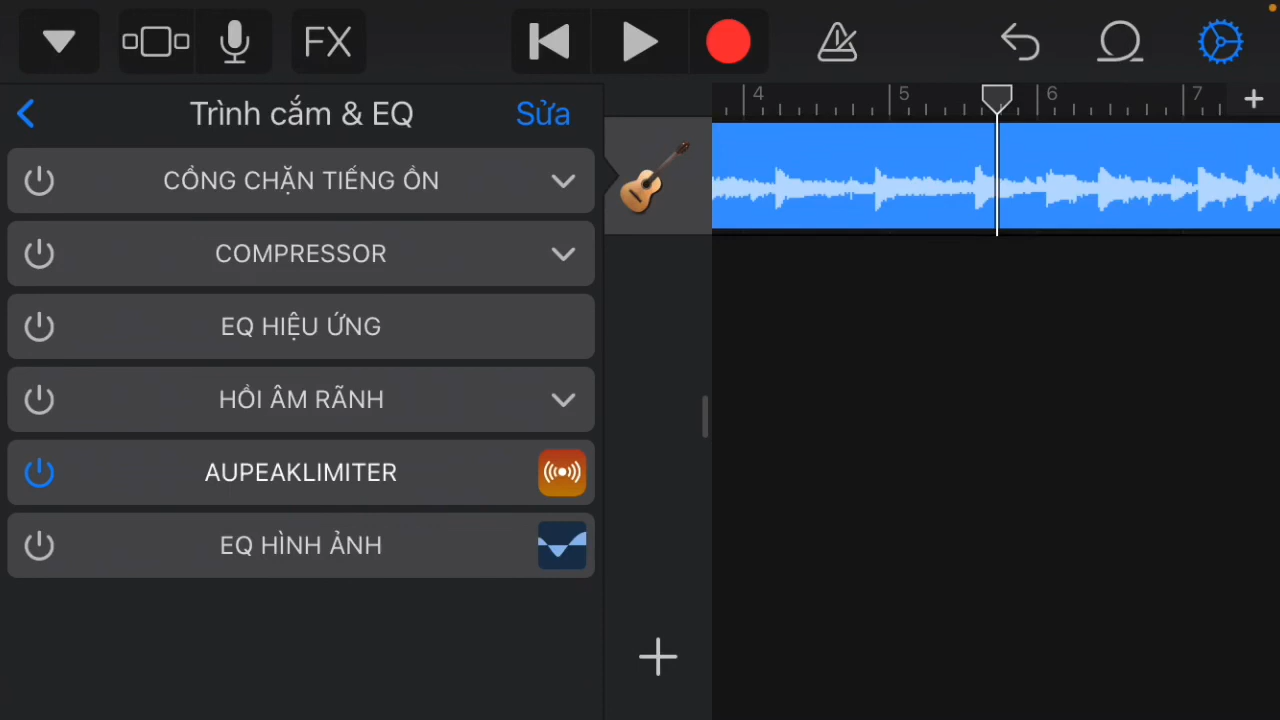 FX
Trình cắm & EQ
Sửa
4
5
6
7
CỔNG CHẶN TIẾNG ỒN
COMPRESSOR
EQ HIỆU ỨNG
HỒI ÂM RÃNH
AUPEAKLIMITER
EQ HÌNH ẢNH